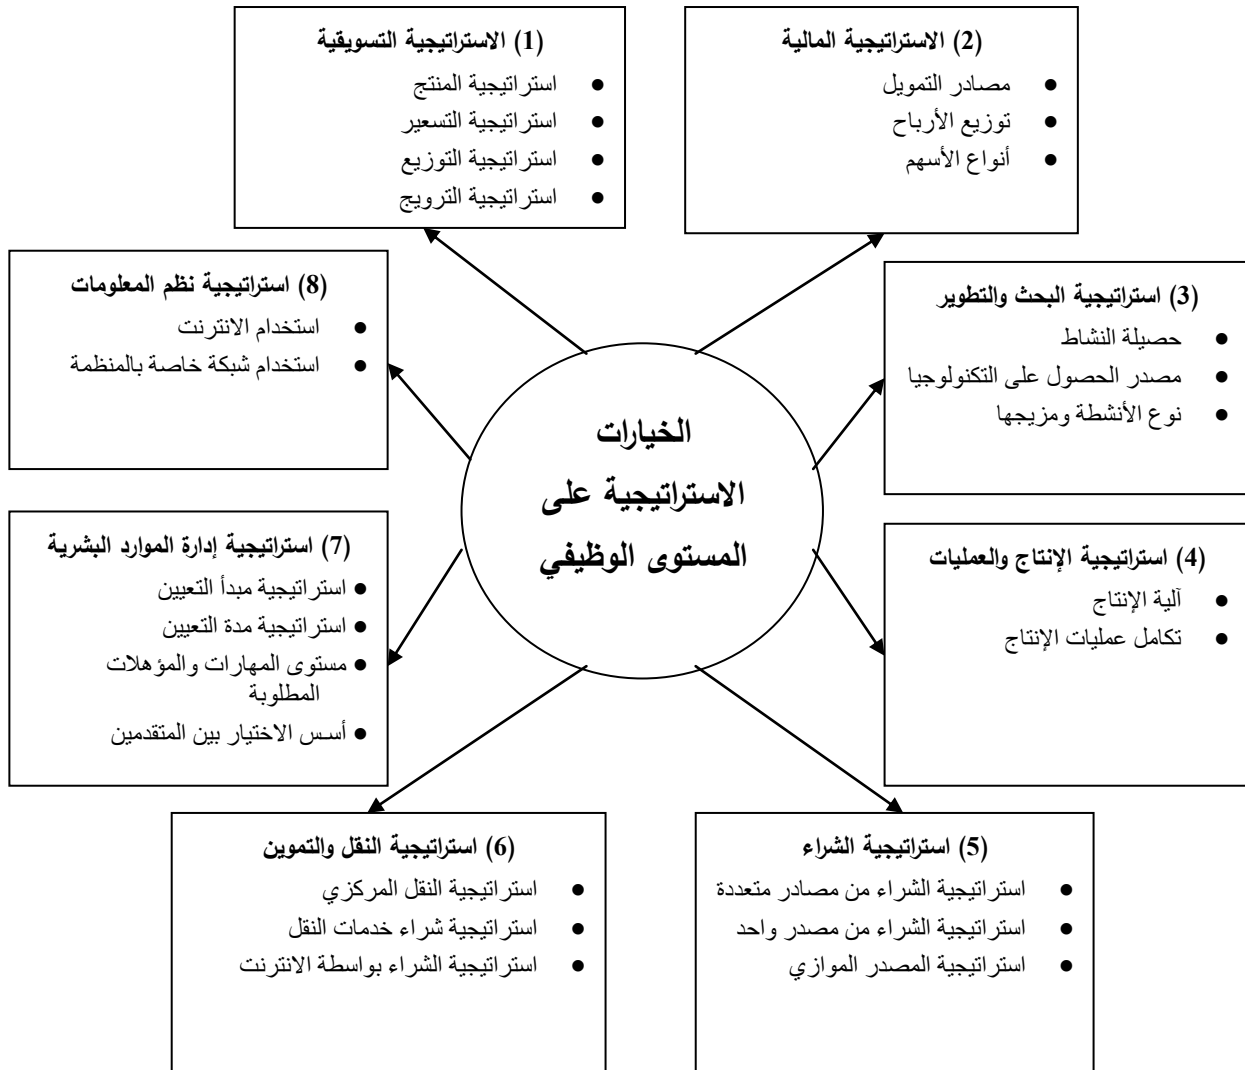 (1) الاستراتيجية التسويقية
● استراتيجية المنتج
● استراتيجية التسعير
● استراتيجية التوزيع
● استراتيجية الترويج
(2) الاستراتيجية المالية
● مصادر التمويل
● توزيع الأرباح
● أنواع الأسهم
(3) استراتيجية البحث والتطوير
● حصيلة النشاط
● مصدر الحصول على التكنولوجيا
● نوع الأنشطة ومزيجها
(4) استراتيجية الإنتاج والعمليات
● آلية الإنتاج
● تكامل عمليات الإنتاج
(5) استراتيجية الشراء
● استراتيجية الشراء من مصادر متعددة
● استراتيجية الشراء من مصدر واحد
● استراتيجية المصدر الموازي
(6) استراتيجية النقل والتموين
● استراتيجية النقل المركزي
● استراتيجية شراء خدمات النقل
● استراتيجية الشراء بواسطة الانترنت
(7) استراتيجية إدارة الموارد البشرية
● استراتيجية مبدأ التعيين
● استراتيجية مدة التعيين
● مستوى المهارات والمؤهلات
المطلوبة
● أسس الاختيار بين المتقدمين
(8) استراتيجية نظم المعلومات
● استخدام الانترنت
● استخدام شبكة خاصة بالمنظمة
الخيارات
الاستراتيجية على
المستوى الوظيفي